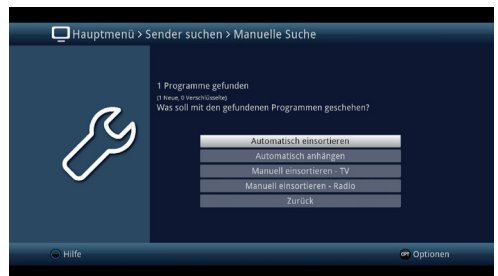 Hauptmenü > Sender suchen > Manuelle Suche
1 Programme gefunden
(1 Neue, 0 Verschlüsselte)
Was soll mit den gefundenen Programmen geschehen?
Automatisch einsortieren
Automatisch anhängen
Manuell einsortieren - TV
Manuell einsortieren - Radio
Zurück
Hilfe
OPT Optionen